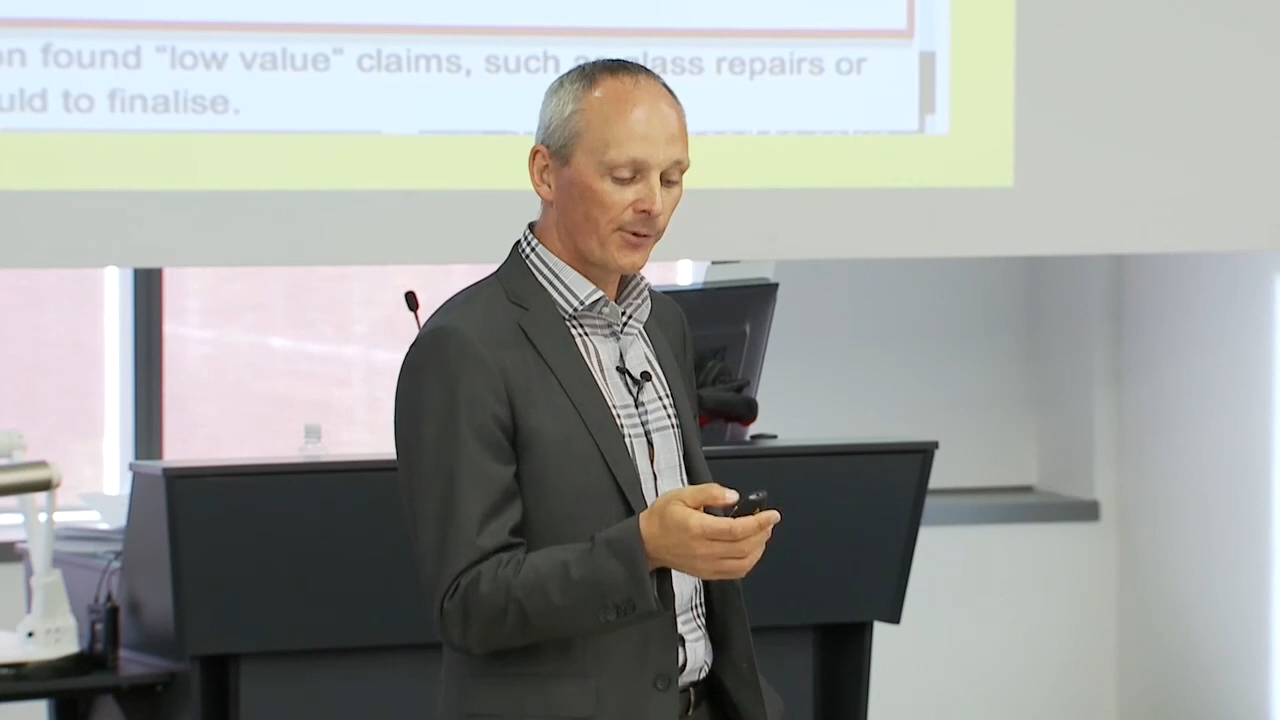 on found "low value" claims, such as glass repairs or
uld to finalise.